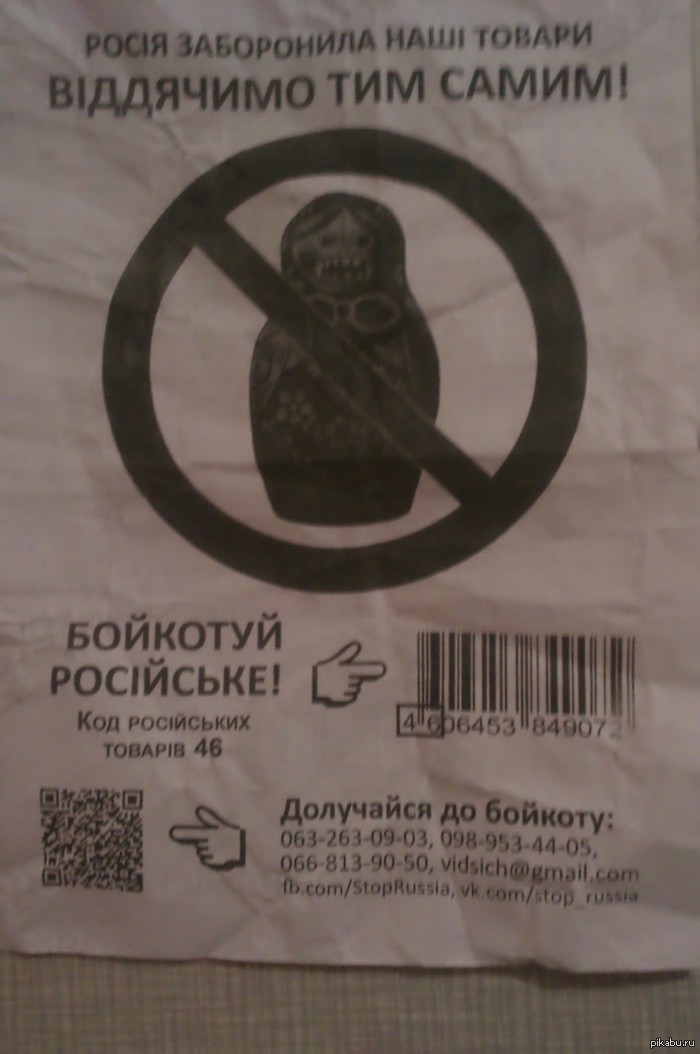 РОСІЯ ЗАБОРОНИЛА НАШІ ТОВАРИ
ВІДДЯЧИМО ТИМ САМИМ!
БОЙКОТУЙ
РОСІЙСЬКЕ!
КОД РОСІЙСЬКИХ
ТОВАРІВ 46
4 606453 849072
Долучайся до бойкоту:
063-263-09-03, 098-953-44-05,
066-813-90-50, vidsich@gmail.com
fb.com/StopRussia, vk.com/stop_russia
pikabu.ru